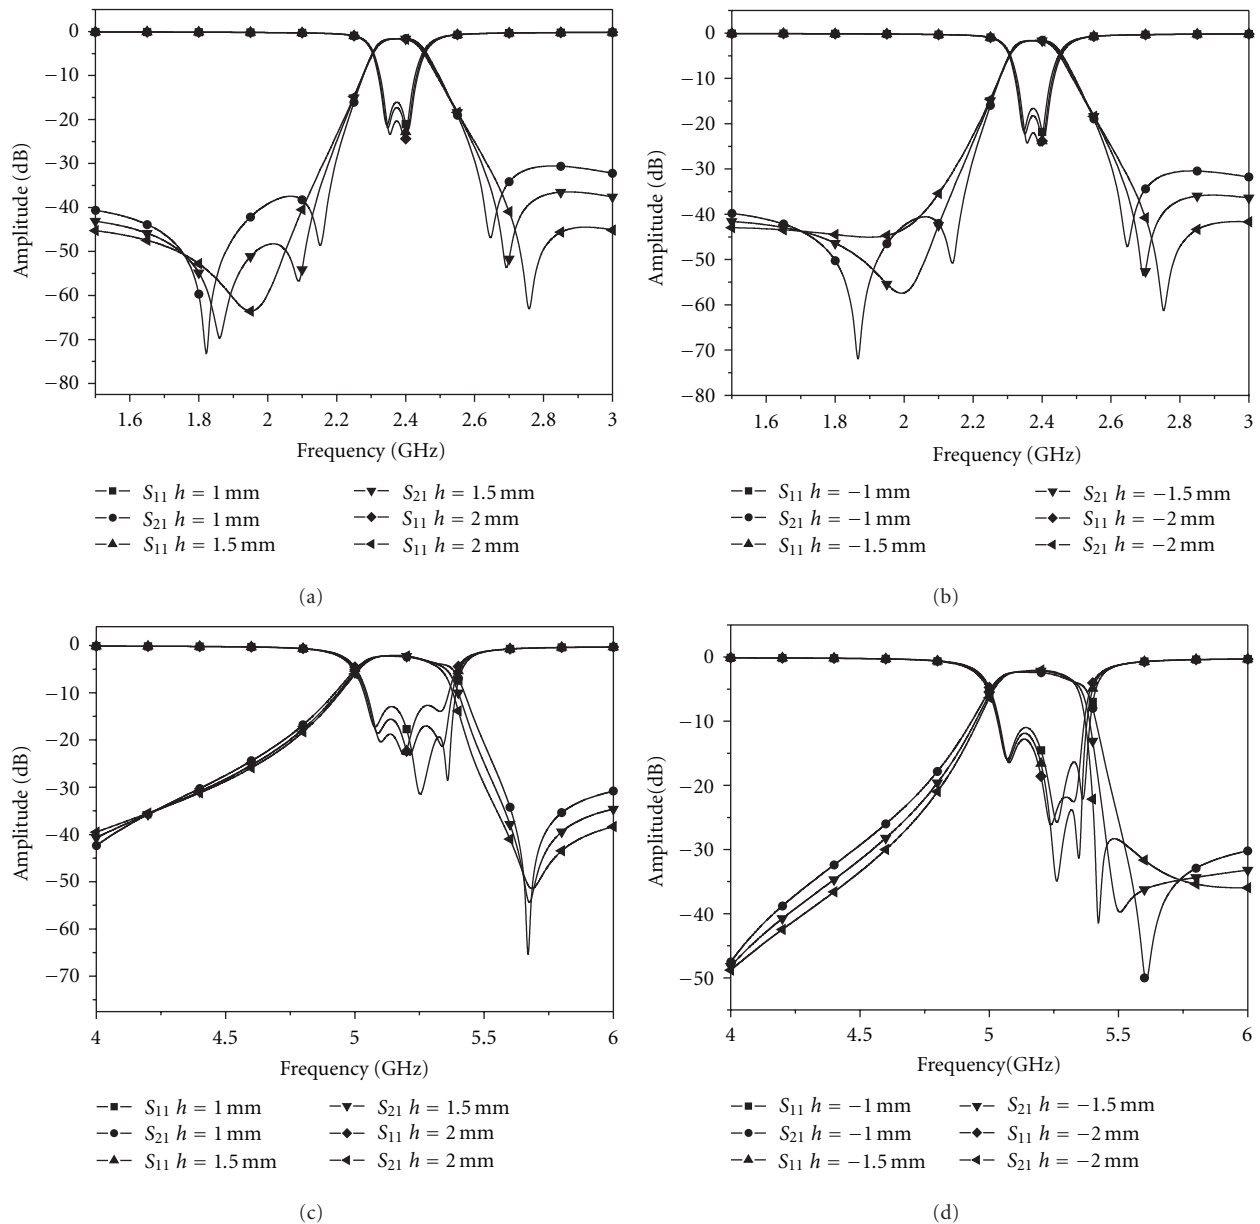 0
−10
−20
−30
−40
−50
−60
−70
−80
Amplitude (dB)
1.6 1.8 2 2.2 2.4 2.6 2.8 3
Frequency (GHz)
S11 h = 1 mm
S21 h = 1 mm
S11 h = 1.5 mm
S21 h = 1.5 mm
S11 h = 2 mm
S21 h = 2 mm
(a)
0
−10
−20
−30
−40
−50
−60
−70
−80
Amplitude (dB)
1.6 1.8 2 2.2 2.4 2.6 2.8 3
Frequency (GHz)
S11 h = −1 mm
S21 h = −1 mm
S11 h = −1.5 mm
S21 h = −1.5 mm
S11 h = −2 mm
S21 h = −2 mm
(b)
0
−10
−20
−30
−40
−50
−60
−70
Amplitude (dB)
4 4.5 5 5.5 6
Frequency (GHz)
S11 h = 1 mm
S21 h = 1 mm
S11 h = 1.5 mm
S21 h = 1.5 mm
S11 h = 2 mm
S21 h = 2 mm
(c)
0
−10
−20
−30
−40
−50
Amplitude(dB)
4 4.5 5 5.5 6
Frequency(GHz)
S11 h = −1 mm
S21 h = −1 mm
S11 h = −1.5 mm
S21 h = −1.5 mm
S11 h = −2 mm
S21 h = −2 mm
(d)